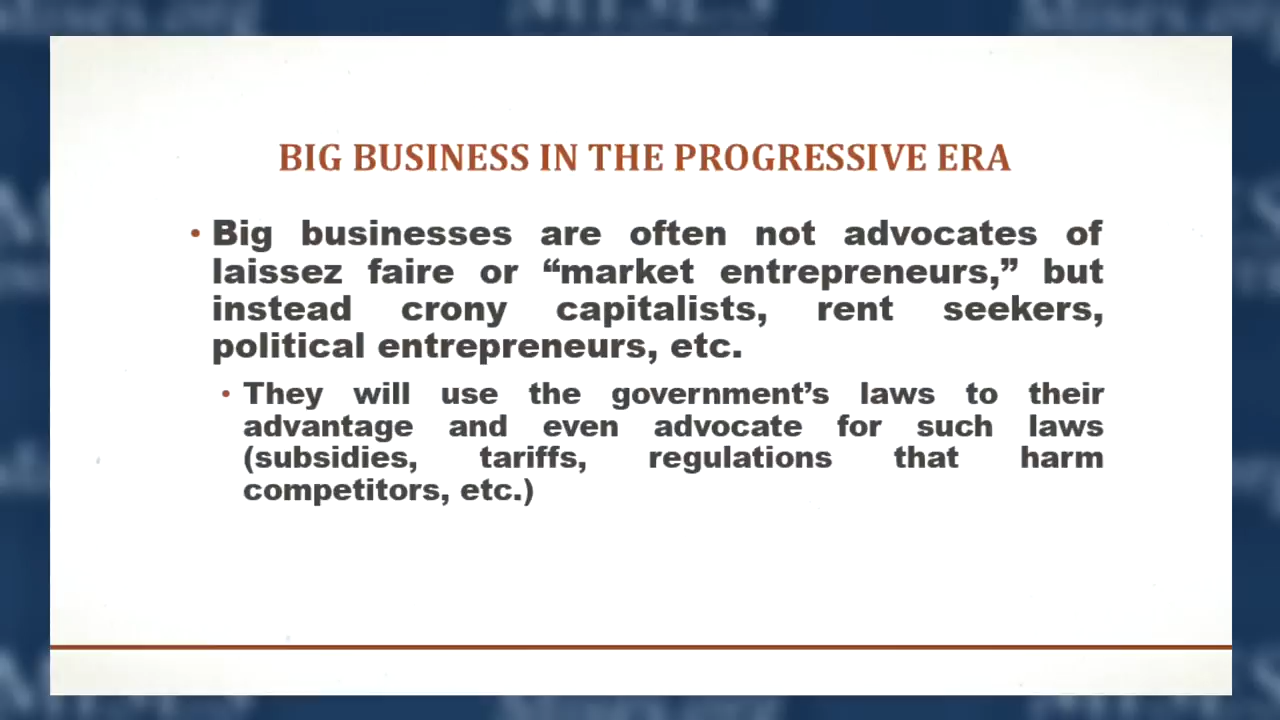 Mises.org
BIG BUSINESS IN THE PROGRESSIVE ERA
• Big businesses are often not advocates of
laissez faire or “market entrepreneurs,” but
instead crony capitalists, rent seekers,
political entrepreneurs, etc.
• They will use the government’s laws to their
advantage and even advocate for such laws
(subsidies, tariffs, regulations that harm
competitors, etc.)